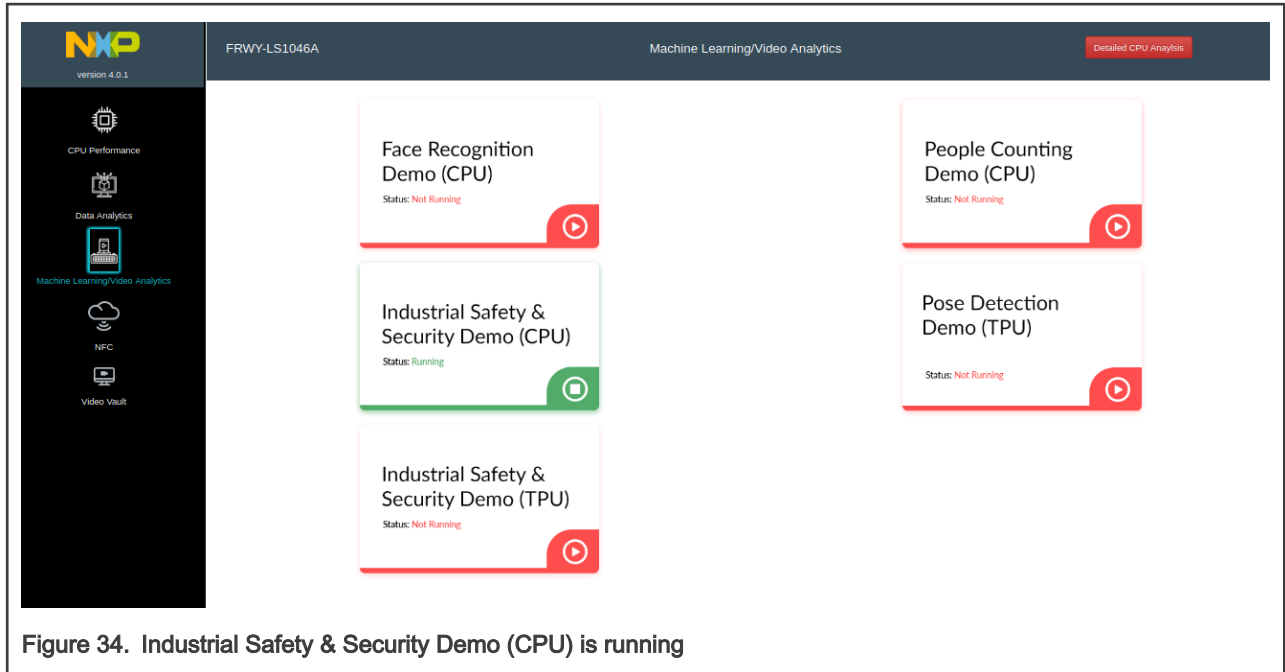 NXP
version 4.0.1
FRWY-LS1046A
Machine Learning/Video Analytics
Detailed CPU Anaylsis
CPU Performance
Data Analytics
Machine Learning/Video Analytics
NFC
Video Vault
Face Recognition
Demo (CPU)
Status: Not Running
People Counting
Demo (CPU)
Status: Not Running
Industrial Safety &
Security Demo (CPU)
Status: Running
Pose Detection
Demo (TPU)
Status: Not Running
Industrial Safety &
Security Demo (TPU)
Status: Not Running
Figure 34. Industrial Safety & Security Demo (CPU) is running